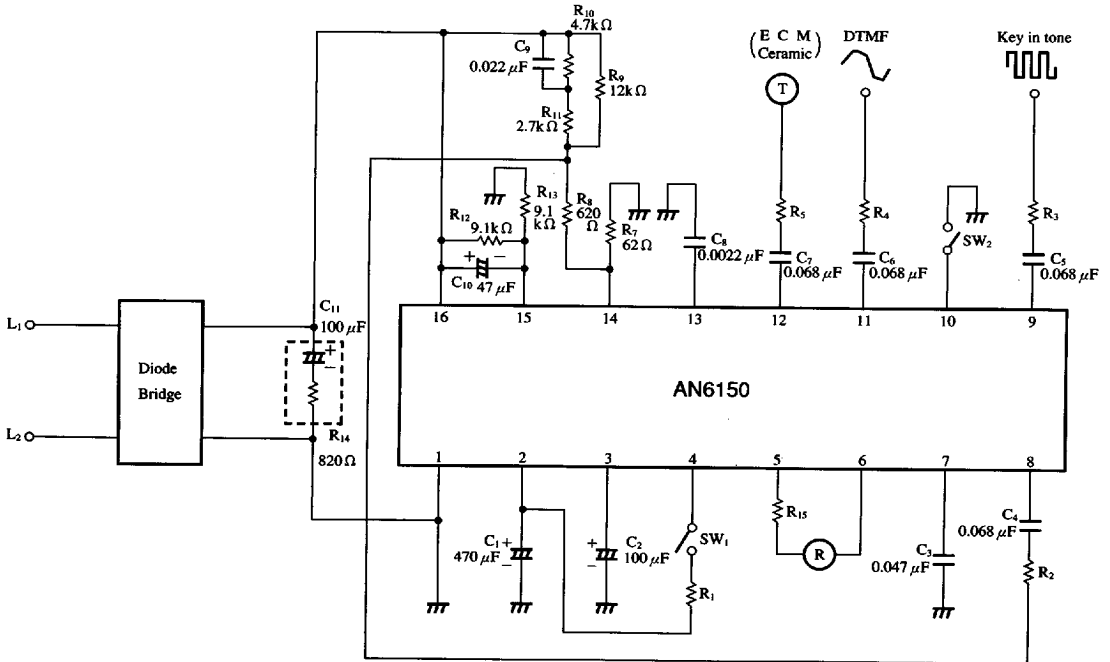 R10
4.7kΩ
C9
0.022 μF
R9
12kΩ
R11
2.7kΩ
(E C M
Ceramic)
T
DTMF
Key in tone
R13
9.1
kΩ
R12
9.1kΩ
+ −
C10 47 μF
R8
620
Ω
R7
62Ω
C8
0.0022 μF
R5
C7
0.068 μF
R4
C6
0.068 μF
SW2
R3
C5
0.068 μF
L1
L2
Diode
Bridge
C11
100 μF
+
−
R14
820Ω
16 15 14 13 12 11 10 9
AN6150
1 2 3 4 5 6 7 8
C1 +
470 μF −
+ C2
− 100 μF
SW1
R1
R15
R
C3
0.047 μF
C4
0.068 μF
R2